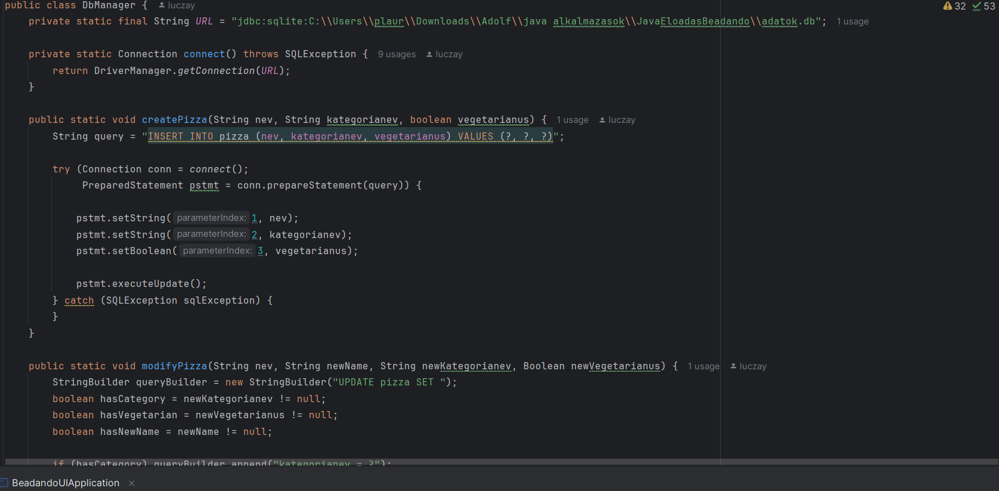 public class DbManager { luczay
32 53
private static final String URL = "jdbc:sqlite:C:\\Users\\plaur\\Downloads\\Adolf\\java alkalmazasok\\JavaEloadasBeadando\\adatok.db"; 1 usage
private static Connection connect() throws SQLException { 9 usages luczay
return DriverManager.getConnection(URL);
}
public static void createPizza(String nev, String kategorianev, boolean vegetarianus) { 1 usage luczay
String query = "INSERT INTO pizza (nev, kategorianev, vegetarianus) VALUES (?, ?, ?)";
try (Connection conn = connect();
PreparedStatement pstmt = conn.prepareStatement(query)) {
pstmt.setString( parameterIndex: 1, nev);
pstmt.setString( parameterIndex: 2, kategorianev);
pstmt.setBoolean( parameterIndex: 3, vegetarianus);
pstmt.executeUpdate();
} catch (SQLException sqlException) {
}
}
public static void modifyPizza(String nev, String newName, String newKategorianev, Boolean newVegetarianus) { 1 usage luczay
StringBuilder queryBuilder = new StringBuilder("UPDATE pizza SET ");
boolean hasCategory = newKategorianev != null;
boolean hasVegetarian = newVegetarianus != null;
boolean hasNewName = newName != null;
if (hasCategory) queryBuilder.append("kategorianev = ?");
BeadandoUIApplication